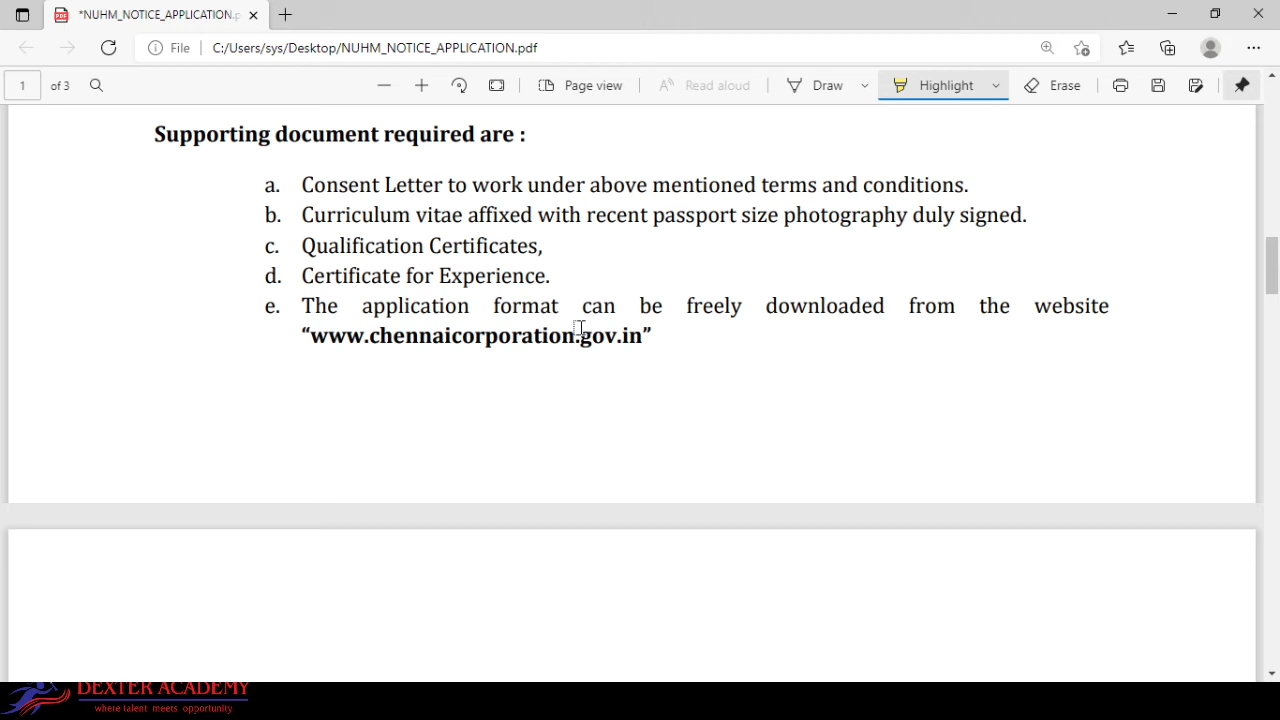 *NUHM_NOTICE_APPLICATION.p
File
C:/Users/sys/Desktop/NUHM_NOTICE_APPLICATION.pdf
1 of 3
Page view
Read aloud
Draw
Highlight
Erase
Supporting document required are :
a. Consent Letter to work under above mentioned terms and conditions.
b. Curriculum vitae affixed with recent passport size photography duly signed.
c. Qualification Certificates,
d. Certificate for Experience.
e. The application format can be freely downloaded from the website
“www.chennaicorporation.gov.in”
DEXTER ACADEMY
where talent meets opportunity